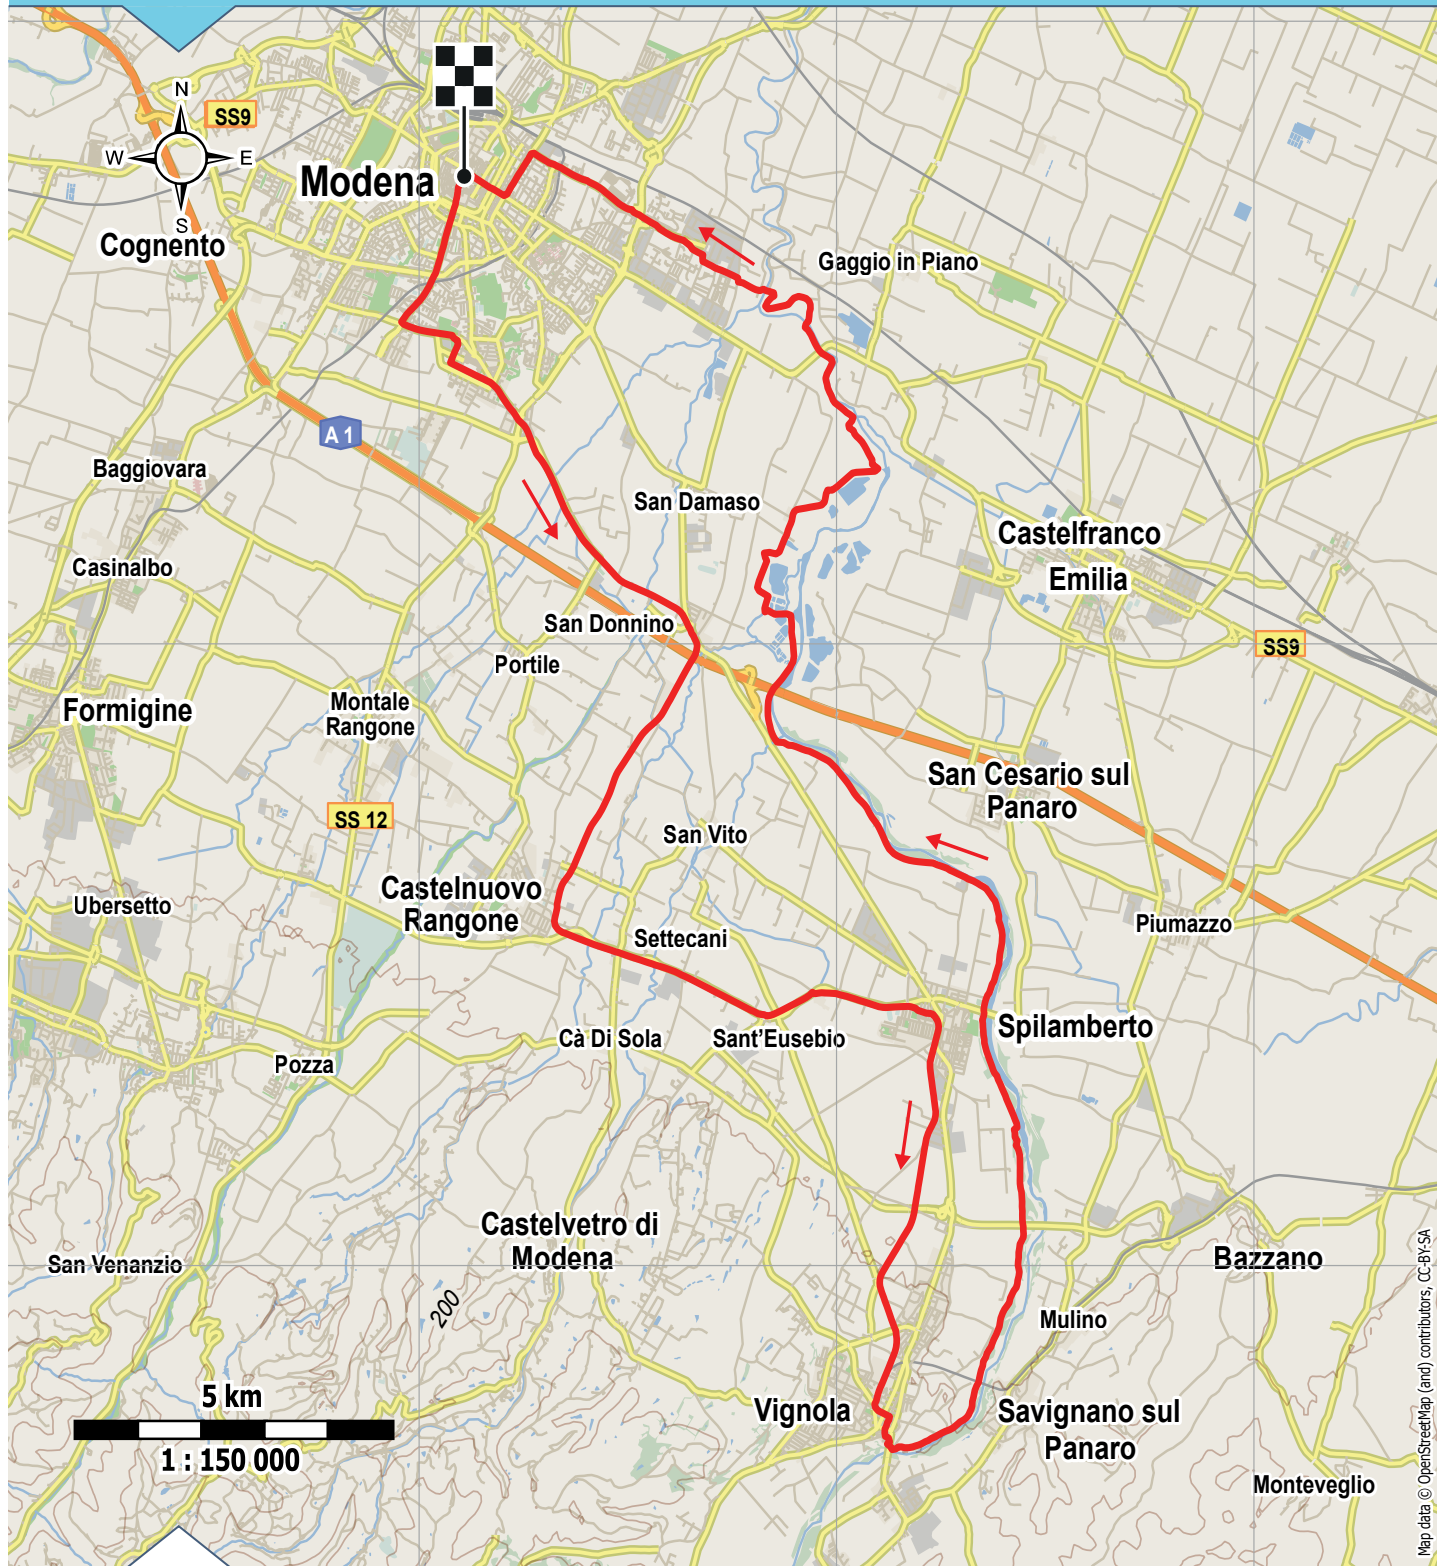 N
SS9
W
E
S
Modena
Cognento
Gaggio in Piano
A 1
Baggiovara
San Damaso
Castelfranco
Emilia
Casinalbo
San Donnino
SS9
Portile
Formigine
Montale
Rangone
San Cesario sul
Panaro
SS 12
San Vito
Castelnuovo
Rangone
Ubersetto
Piumazzo
Settecani
Spilamberto
Cà Di Sola
Sant'Eusebio
Pozza
Castelvetro di
Modena
San Venanzio
Bazzano
200
Mulino
5 km
Vignola
Savignano sul
Panaro
1 : 150 000
Monteveglio
Map data © OpenStreetMap (and) contributors, CC-BY-SA